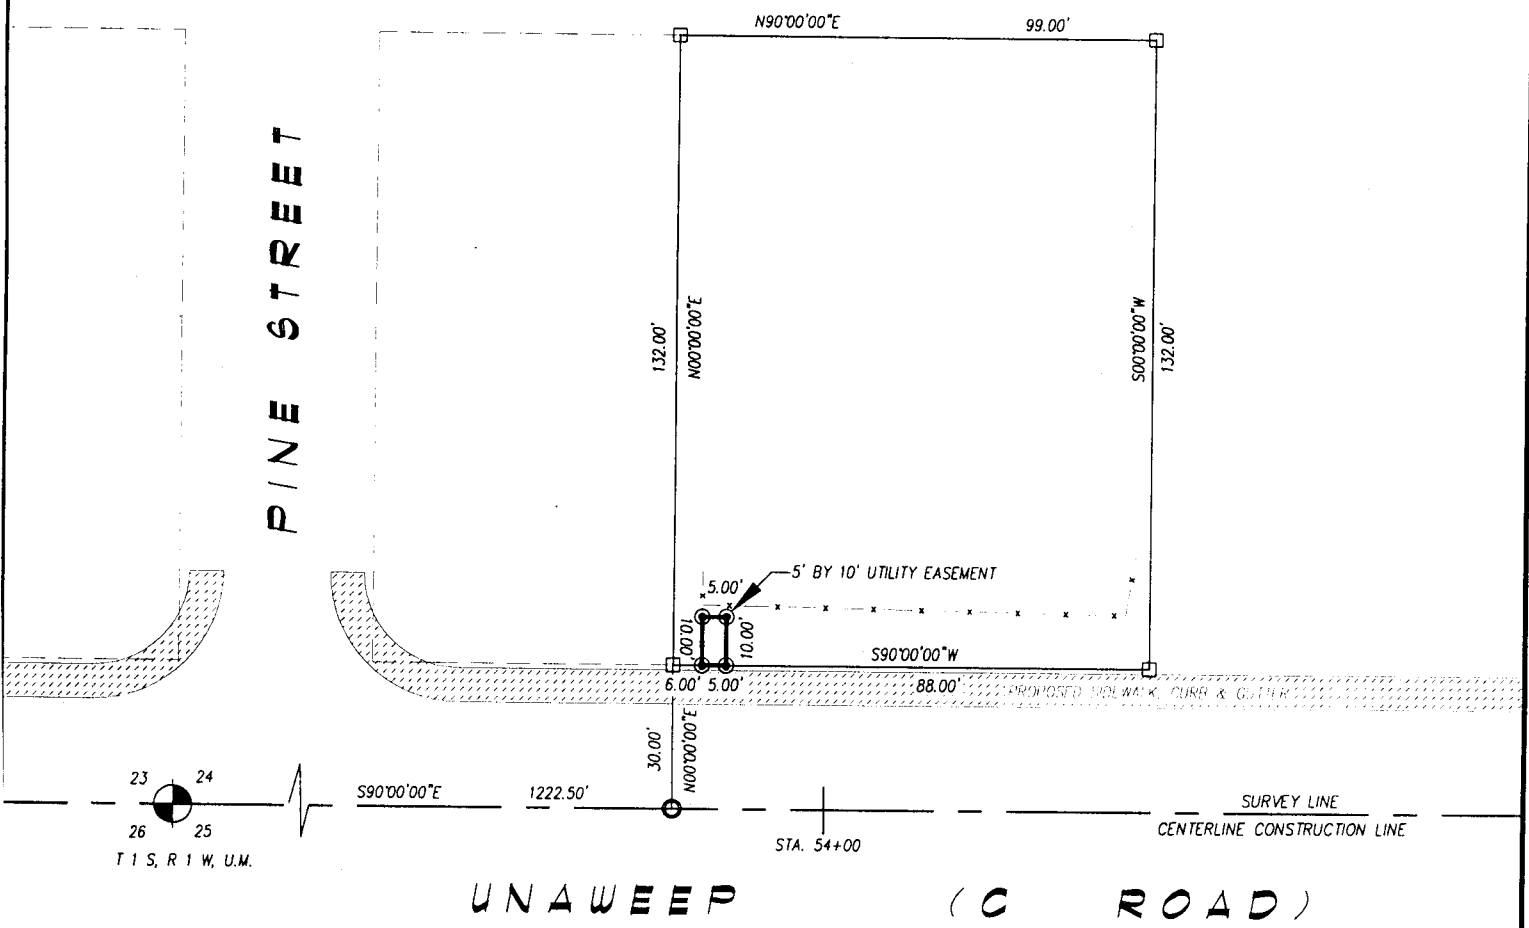 N90°00'00"E 99.00'
PINE STREET
132.00'
N00°00'00"E
S00°00'00"W
132.00'
5' BY 10' UTILITY EASEMENT
5.00'
10.00'
10.00'
S90°00'00"W
6.00' 5.00' 88.00'
PROPOSED SIDEWALK, CURB & GUTTER
30.00'
N00°00'00"E
23 24
26 25
T 1 S, R 1 W, U.M.
S90°00'00"E 1222.50'
SURVEY LINE
CENTERLINE CONSTRUCTION LINE
STA. 54+00
UNAWEEP (C ROAD)